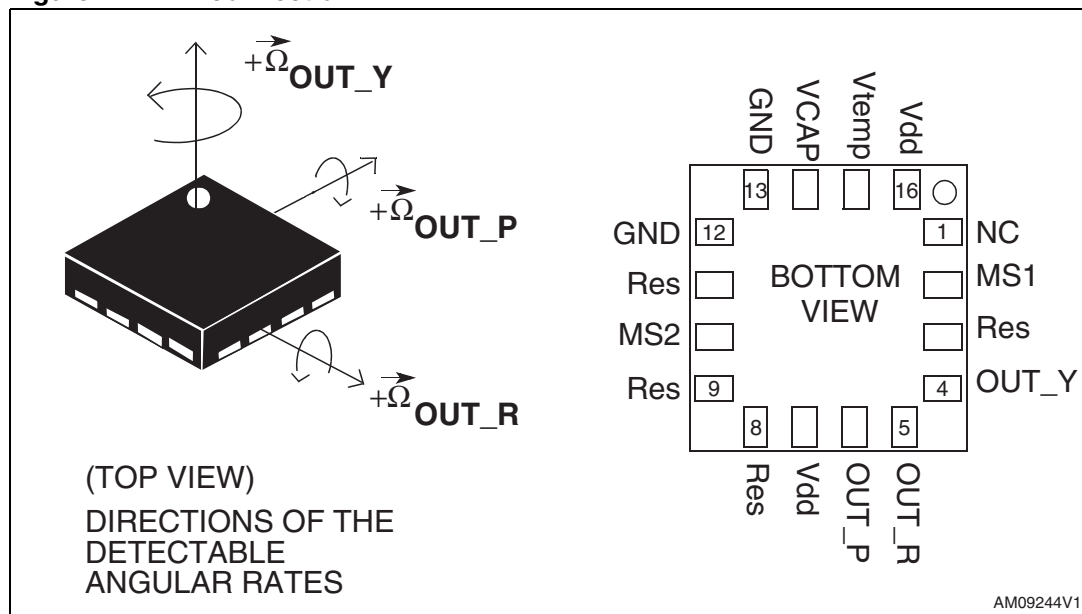 +Ω OUT_Y
+Ω OUT_P
+Ω OUT_R
(TOP VIEW)
DIRECTIONS OF THE
DETECTABLE
ANGULAR RATES
GND
VCAP
Vtemp
Vdd
13
16
GND
12
1
NC
Res
MS1
BOTTOM
VIEW
MS2
Res
Res
9
4
OUT_Y
8
5
Res
Vdd
OUT_P
OUT_R
AM09244V1